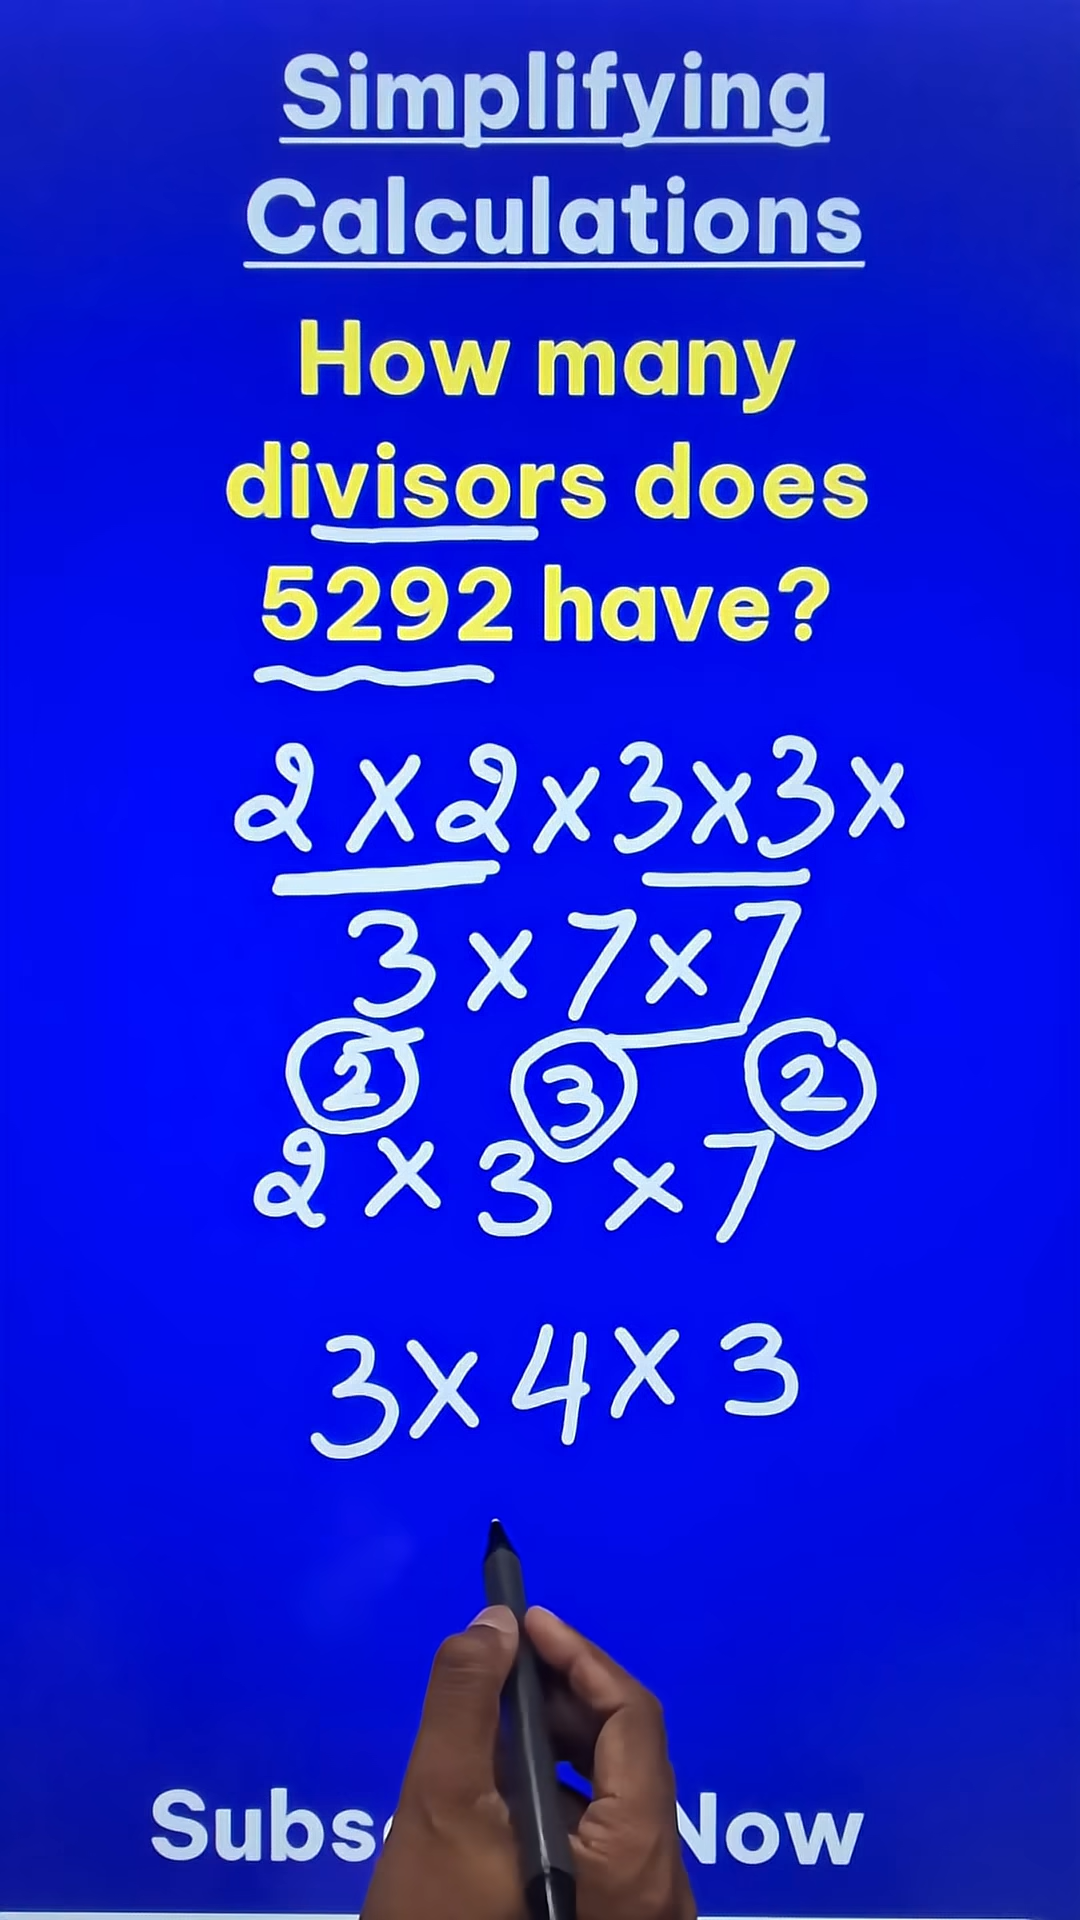 Simplifying
Calculations
How many
divisors does
5292 have?
2 x 2 x 3 x 3 x
3 x 7 x 7
2 3 2
2 x 3 x 7
3 x 4 x 3
Now